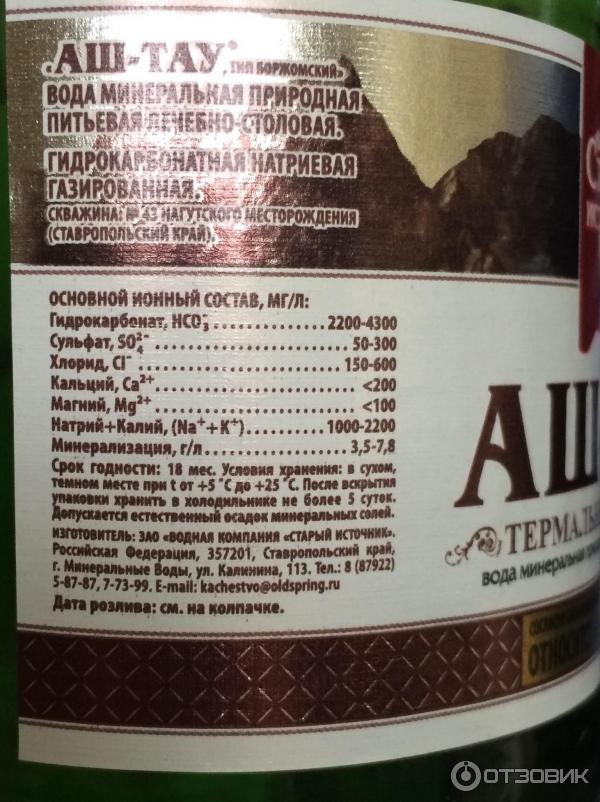 «АШ-ТАУ», ТИП БОРЖОМСКИЙ.
ВОДА МИНЕРАЛЬНАЯ ПРИРОДНАЯ
ПИТЬЕВАЯ ЛЕЧЕБНО-СТОЛОВАЯ.
ГИДРОКАРБОНАТНАЯ НАТРИЕВАЯ
ГАЗИРОВАННАЯ.
СКВАЖИНА: № 43 НАГУТСКОГО МЕСТОРОЖДЕНИЯ
(СТАВРОПОЛЬСКИЙ КРАЙ).
ОСНОВНОЙ ИОННЫЙ СОСТАВ, МГ/Л:
Гидрокарбонат, HCO₃⁻ 2200-4300
Сульфат, SO₄²⁻ 50-300
Хлорид, Cl⁻ 150-600
Кальций, Ca²⁺ <200
Магний, Mg²⁺ <100
Натрий+Калий, (Na⁺+K⁺) 1000-2200
Минерализация, г/л 3,5-7,8
Срок годности: 18 мес. Условия хранения: в сухом,
темном месте при t от +5 °С до +25 °С. После вскрытия
упаковки хранить в холодильнике не более 5 суток.
Допускается естественный осадок минеральных солей.
ИЗГОТОВИТЕЛЬ: ЗАО «ВОДНАЯ КОМПАНИЯ «СТАРЫЙ ИСТОЧНИК».
Российская Федерация, 357201, Ставропольский край,
г. Минеральные Воды, ул. Калинина, 113. Тел.: 8 (87922)
5-87-87, 7-73-99. E-mail: kachestvo@oldspring.ru
Дата розлива: см. на колпачке.
АШ
ТЕРМАЛЬ
вода минеральная
ОТЗОВИК